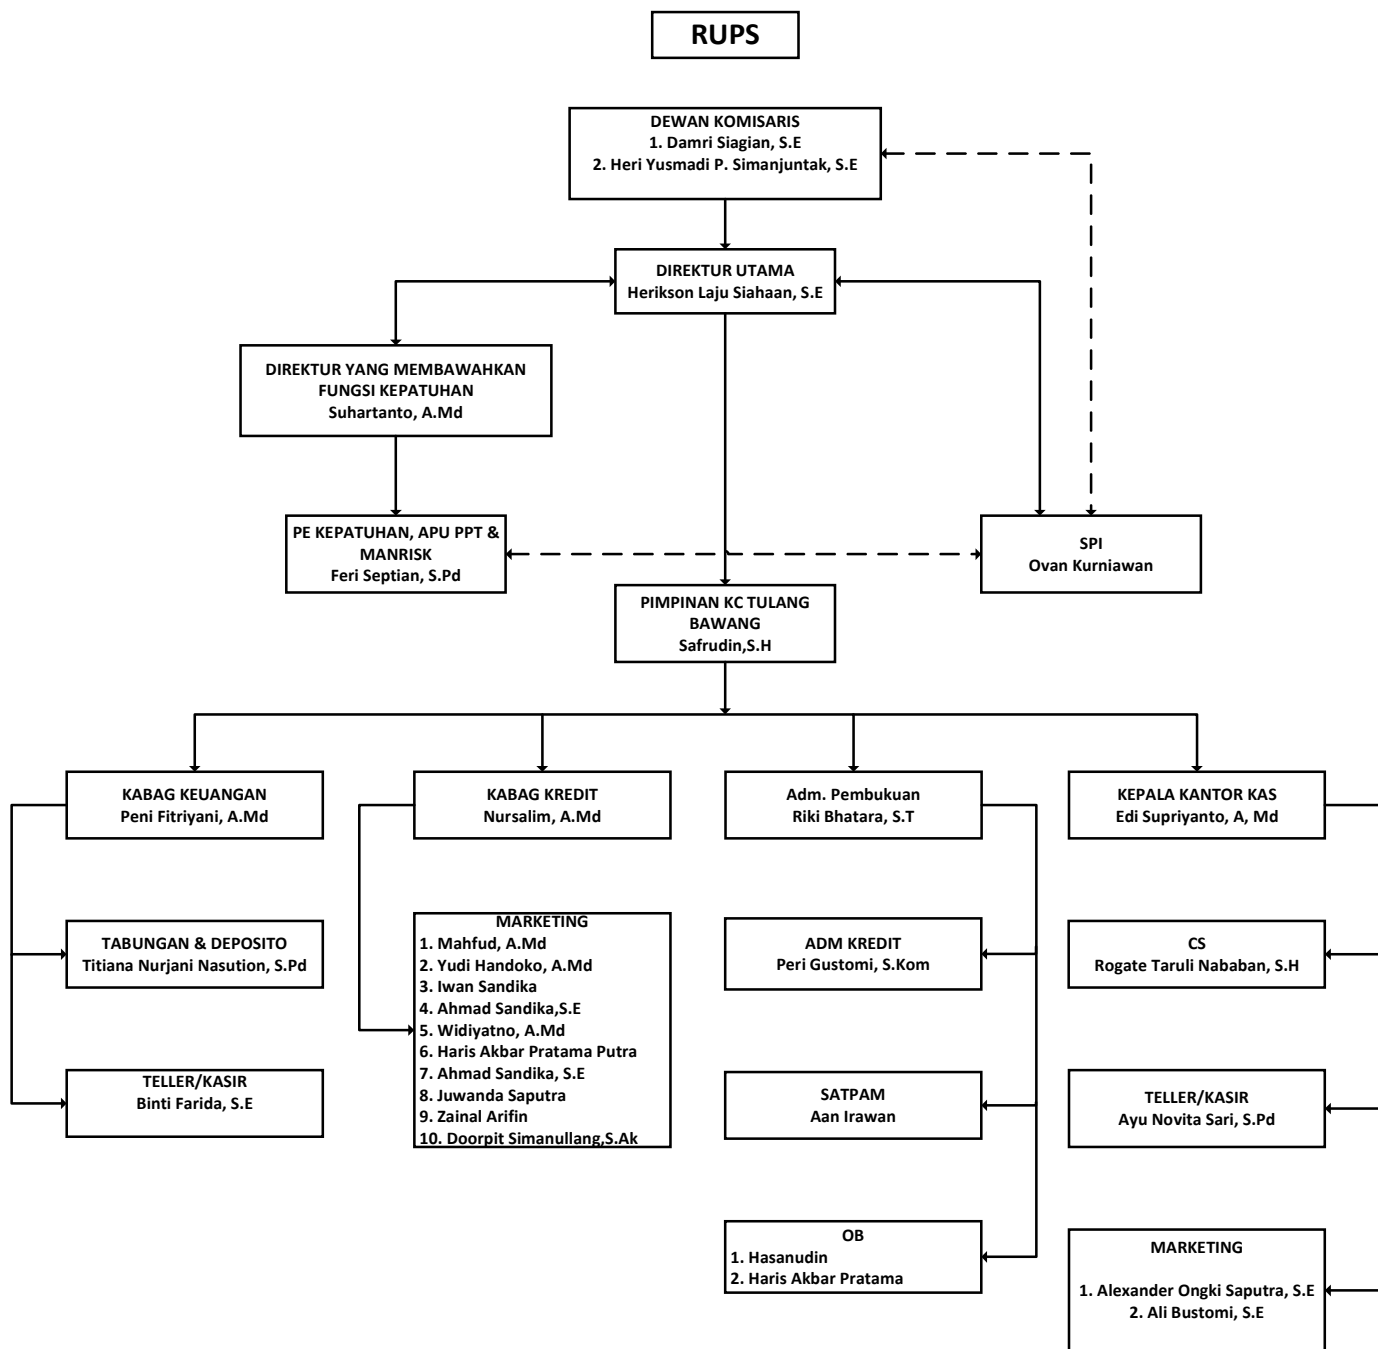 RUPS
DEWAN KOMISARIS
1. Damri Siagian, S.E
2. Heri Yusmadi P. Simanjuntak, S.E
DIREKTUR UTAMA
Herikson Laju Siahaan, S.E
DIREKTUR YANG MEMBAWAHKAN
FUNGSI KEPATUHAN
Suhartanto, A.Md
PE KEPATUHAN, APU PPT &
MANRISK
Feri Septian, S.Pd
SPI
Ovan Kurniawan
PIMPINAN KC TULANG
BAWANG
Safrudin,S.H
KABAG KEUANGAN
Peni Fitriyani, A.Md
KABAG KREDIT
Nursalim, A.Md
Adm. Pembukuan
Riki Bhatara, S.T
KEPALA KANTOR KAS
Edi Supriyanto, A, Md
TABUNGAN & DEPOSITO
Titiana Nurjani Nasution, S.Pd
MARKETING
1. Mahfud, A.Md
2. Yudi Handoko, A.Md
3. Iwan Sandika
4. Ahmad Sandika,S.E
5. Widiyatno, A.Md
6. Haris Akbar Pratama Putra
7. Ahmad Sandika, S.E
8. Juwanda Saputra
9. Zainal Arifin
10. Doorpit Simanullang,S.Ak
ADM KREDIT
Peri Gustomi, S.Kom
CS
Rogate Taruli Nababan, S.H
TELLER/KASIR
Binti Farida, S.E
SATPAM
Aan Irawan
TELLER/KASIR
Ayu Novita Sari, S.Pd
OB
1. Hasanudin
2. Haris Akbar Pratama
MARKETING
1. Alexander Ongki Saputra, S.E
2. Ali Bustomi, S.E